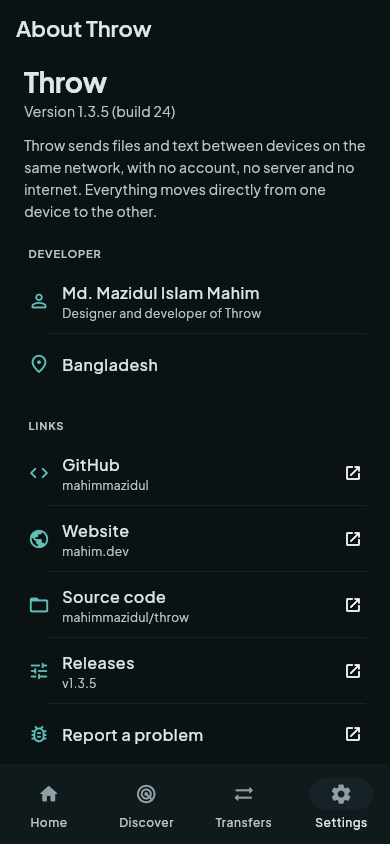 About Throw
Throw
Version 1.3.5 (build 24)
Throw sends files and text between devices on the
same network, with no account, no server and no
internet. Everything moves directly from one
device to the other.
DEVELOPER
Md. Mazidul Islam Mahim
Designer and developer of Throw
Bangladesh
LINKS
GitHub
mahimmazidul
Website
mahim.dev
Source code
mahimmazidul/throw
Releases
v1.3.5
Report a problem
Home Discover Transfers Settings